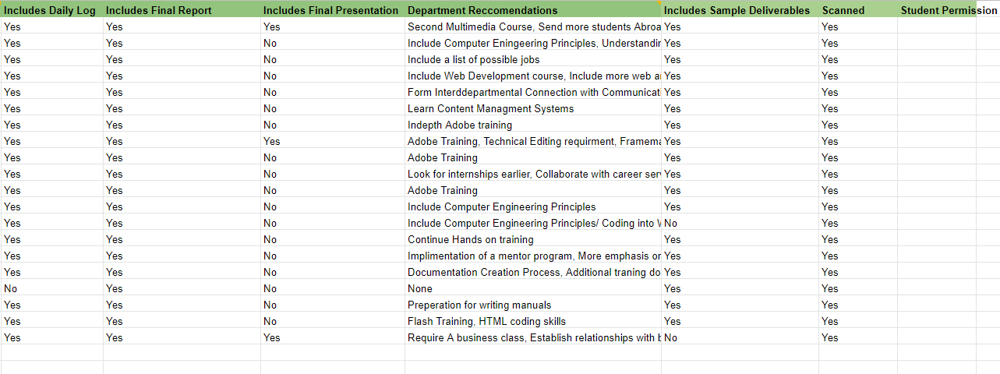 Includes Daily Log Includes Final Report Includes Final Presentation Department Reccomendations Includes Sample Deliverables Scanned Student Permission
Yes Yes Yes Second Multimedia Course, Send more students Abroa Yes Yes
Yes Yes No Include Computer Eningeering Principles, Understandin Yes Yes
Yes Yes No Include a list of possible jobs Yes Yes
Yes Yes No Include Web Development course, Include more web a Yes Yes
Yes Yes No Form Interddepartmental Connection with Communicati Yes Yes
Yes Yes No Learn Content Managment Systems Yes Yes
Yes Yes No Indepth Adobe training Yes Yes
Yes Yes Yes Adobe Training, Technical Editing requirment, Framema Yes Yes
Yes Yes No Adobe Training Yes Yes
Yes Yes No Look for internships earlier, Collaborate with career serv Yes Yes
Yes Yes No Adobe Training Yes Yes
Yes Yes No Include Computer Engineering Principles Yes Yes
Yes Yes No Include Computer Engineering Principles/ Coding into W No Yes
Yes Yes No Continue Hands on training Yes Yes
Yes Yes No Implimentation of a mentor program, More emphasis on Yes Yes
Yes Yes No Documentation Creation Process, Additional traning do Yes Yes
No Yes No None Yes Yes
Yes Yes No Preperation for writing manuals Yes Yes
Yes Yes No Flash Training, HTML coding skills Yes Yes
Yes Yes Yes Require A business class, Establish relationships with b No Yes